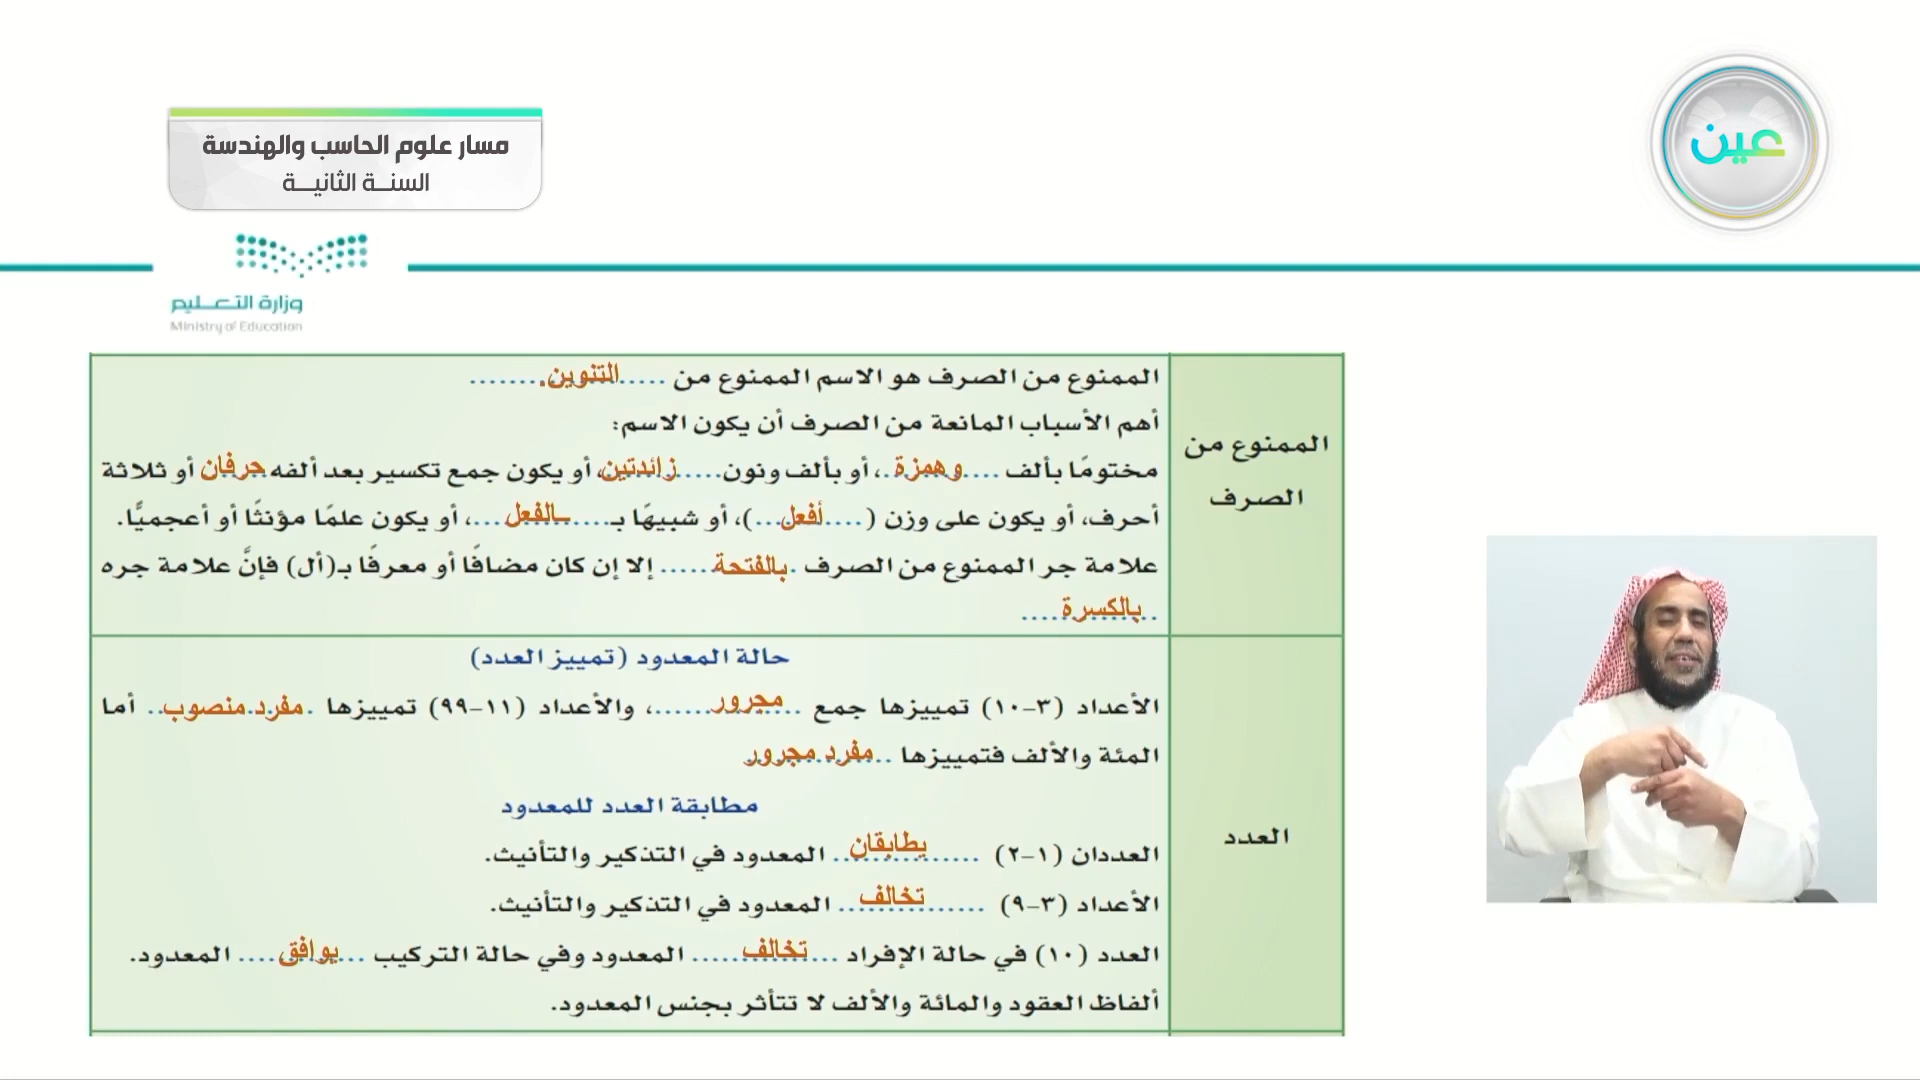 مسار علوم الحاسب والهندسة
السنة الثانية
عين
وزارة التعليم
Ministry of Education
الممنوع من الصرف
الممنوع من الصرف هو الاسم الممنوع من ..... التنوين ........
أهم الأسباب المانعة من الصرف أن يكون الاسم:
مختومًا بألف .... وهمزة ..، أو بألف ونون..... زائدتين، أو يكون جمع تكسير بعد ألفه حرفان أو ثلاثة
أحرف، أو يكون على وزن (.... أفعل ...)، أو شبيهًا بـ...... ـالفعل ...، أو يكون علمًا مؤنثًا أو أعجميًّا.
علامة جر الممنوع من الصرف . بالفتحة ..... إلا إن كان مضافًا أو معرفًا بـ(أل) فإنَّ علامة جره
.. بالكسرة ....
العدد
حالة المعدود (تمييز العدد)
الأعداد (٣-١٠) تمييزها جمع ... مجرور ......، والأعداد (١١-٩٩) تمييزها . مفرد منصوب .. أما
المئة والألف فتمييزها .. مفرد مجرور
مطابقة العدد للمعدود
العددان (١-٢) ..... يطابقان .. المعدود في التذكير والتأنيث.
الأعداد (٣-٩) ..... تخالف .. المعدود في التذكير والتأنيث.
العدد (١٠) في حالة الإفراد ... تخالف ..... المعدود وفي حالة التركيب ... يوافق .... المعدود.
ألفاظ العقود والمائة والألف لا تتأثر بجنس المعدود.